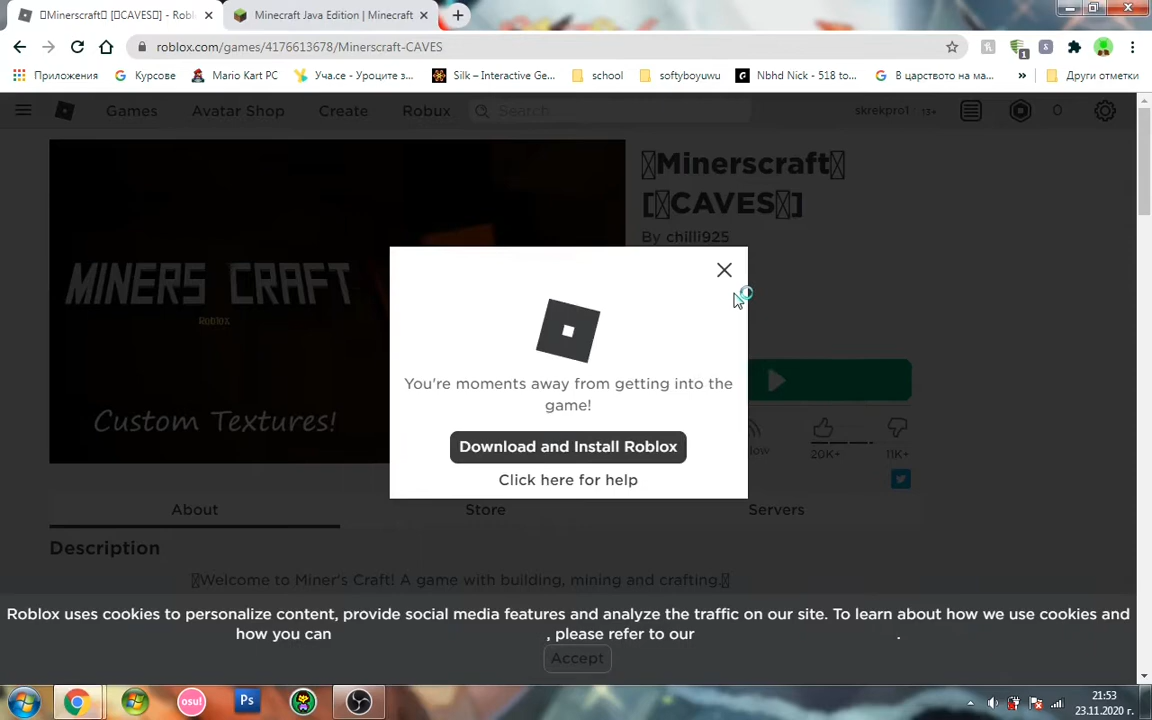 Minerscraft [CAVES] - Robl
Minecraft Java Edition | Minecraft
roblox.com/games/4176613678/Minerscraft-CAVES
1
Приложения
Курсове
Mario Kart PC
Уча.се - Уроците з...
Silk – Interactive Ge...
school
softyboyuwu
Nbhd Nick - 518 to...
В царството на ма...
»
Други отметки
Games
Avatar Shop
Create
Robux
Search
skrekpro1 13+
0
Minerscraft
[CAVES]
By chilli925
MINERS CRAFT
Roblox
Custom Textures!
You're moments away from getting into the
game!
Download and Install Roblox
Click here for help
20K+
11K+
About
Store
Servers
Description
Welcome to Miner's Craft! A game with building, mining and crafting.
Roblox uses cookies to personalize content, provide social media features and analyze the traffic on our site. To learn about how we use cookies and
how you can , please refer to our .
Accept
osu!
Ps
21:53
23.11.2020 г.